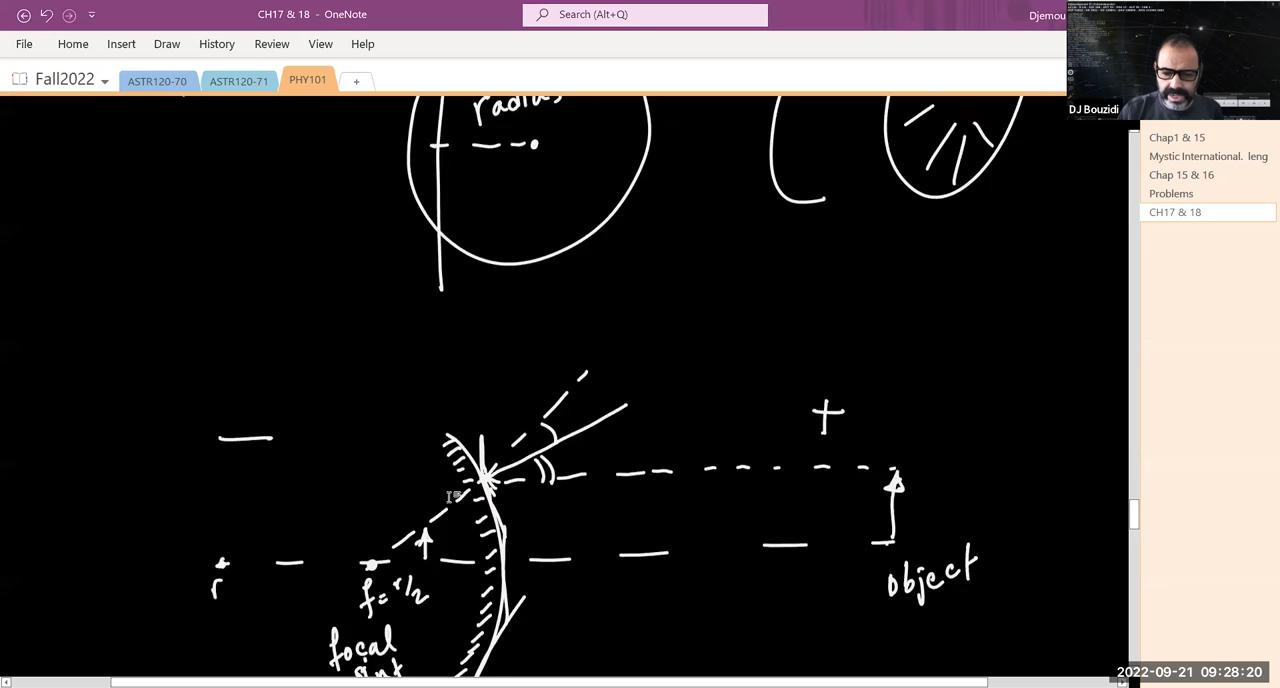 CH17 & 18 - OneNote
Search (Alt+Q)
Djemou
File Home Insert Draw History Review View Help
Fall2022 ASTR120-70 ASTR120-71 PHY101 +
DJ Bouzidi
Chap1 & 15
Mystic International. leng
Chap 15 & 16
Problems
CH17 & 18
radius
+
r
f = r/2
object
focal
2022-09-21 09:28:20